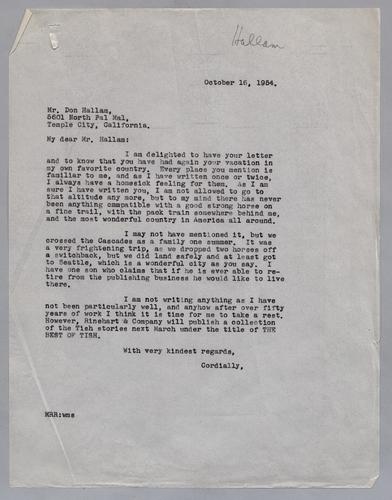 Hallam
October 16, 1954.
Mr. Don Hallam,
5601 North Pal Mal,
Temple City, California.
My dear Mr. Hallam:
I am delighted to have your letter
and to know that you have had again your vacation in
my own favorite country. Every place you mention is
familiar to me, and as I have written once or twice,
I always have a homesick feeling for them. As I am
sure I have written you, I am not allowed to go to
that altitude any more, but to my mind there has never
been anything cmapatible with a good strong horse on
a fine trail, with the pack train somewhere behind me,
and the most wonderful country in America all around.
I may not have mentioned it, but we
crossed the Cascades as a family one summer. It was
a very frightening trip, as we dropped two horses off
a switchback, but we did land safely and at least got
to Seattle, which is a wonderful city as you say. I
have one son who claims that if he is ever able to re-
tire from the publishing business he would like to live
there.
I am not writing anything as I have
not been particularly well, and anyhow after over fifty
years of work I think it is time for me to take a rest.
However, Rinehart & Company will publish a collection
of the Tish stories next March under the title of THE
BEST OF TISH.
With very kindest regards,
Cordially,
MRR:wms